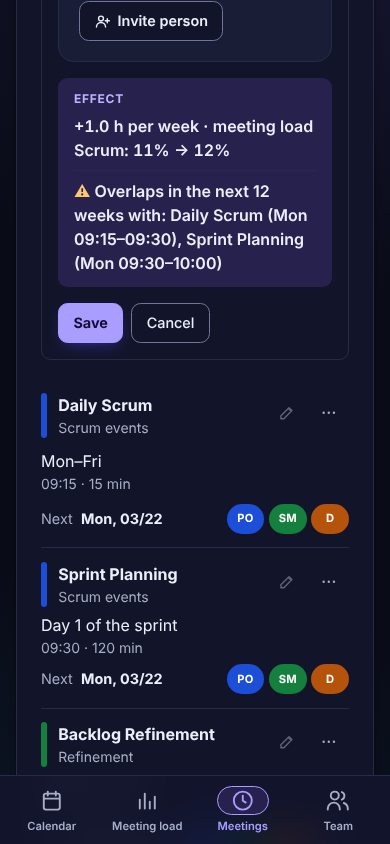 Invite person
EFFECT
+1.0 h per week · meeting load
Scrum: 11% → 12%
⚠ Overlaps in the next 12
weeks with: Daily Scrum (Mon
09:15–09:30), Sprint Planning
(Mon 09:30–10:00)
Save Cancel
Daily Scrum
Scrum events
Mon–Fri
09:15 · 15 min
Next Mon, 03/22 PO SM D
Sprint Planning
Scrum events
Day 1 of the sprint
09:30 · 120 min
Next Mon, 03/22 PO SM D
Backlog Refinement
Refinement
Calendar Meeting load Meetings Team